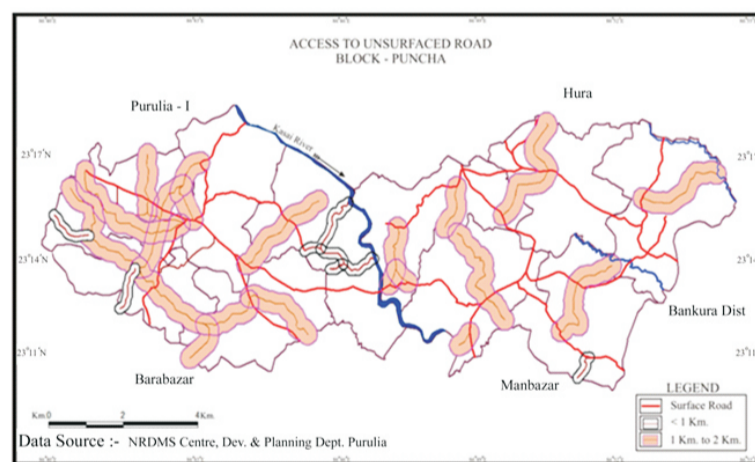 ACCESS TO UNSURFACED ROAD
BLOCK - PUNCHA
Hura
Purulia - I
Kasai River
23°17'N
23°14'N
Bankura Dist
23°11'N
Barabazar
Manbazar
LEGEND
Surface Road
< 1 Km.
1 Km. to 2 Km.
Km. 0 2 4 Km.
Data Source :- NRDMS Centre, Dev. & Planning Dept. Purulia